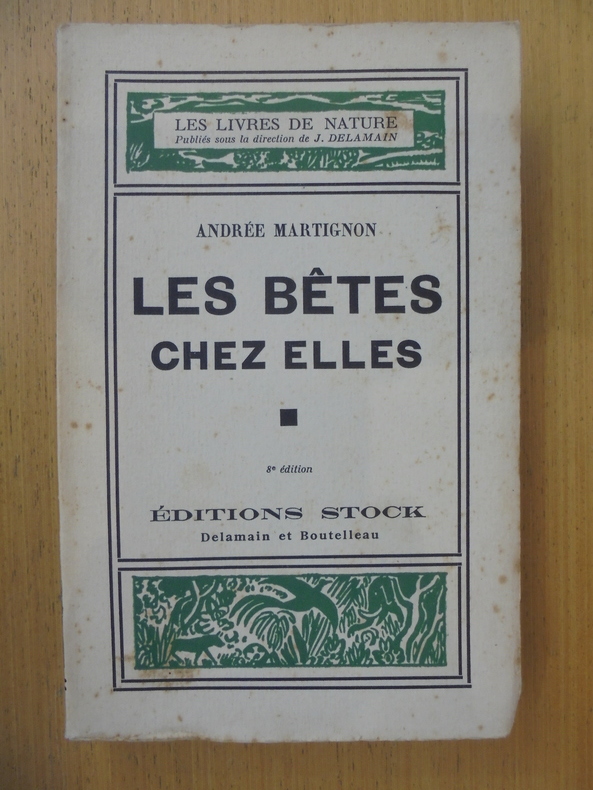 LES LIVRES DE NATURE
Publiés sous la direction de J. DELAMAIN
ANDRÉE MARTIGNON
LES BÊTES
CHEZ ELLES
8e édition
ÉDITIONS STOCK
Delamain et Boutelleau